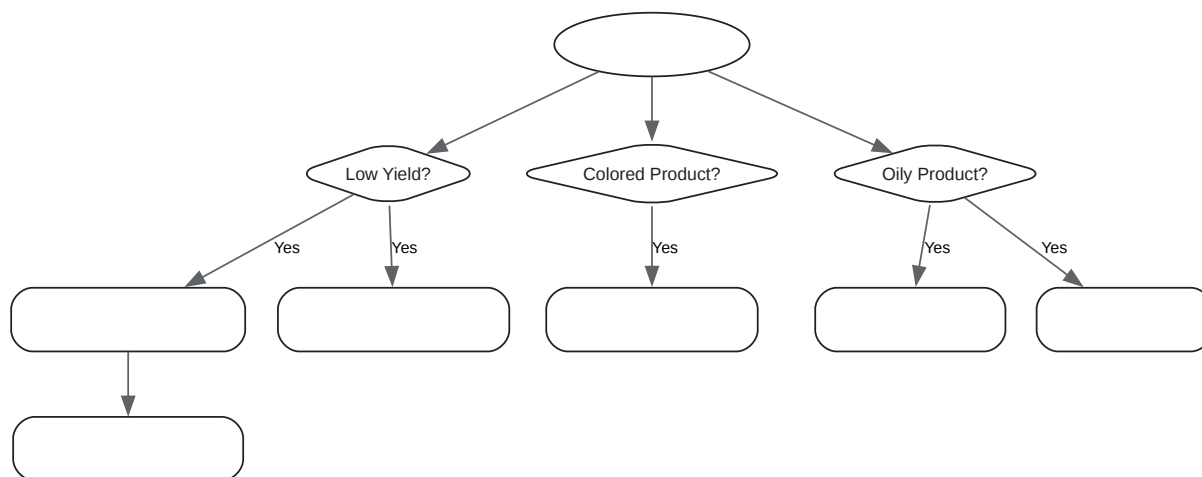 Low Yield?
Colored Product?
Oily Product?
Yes
Yes
Yes
Yes
Yes